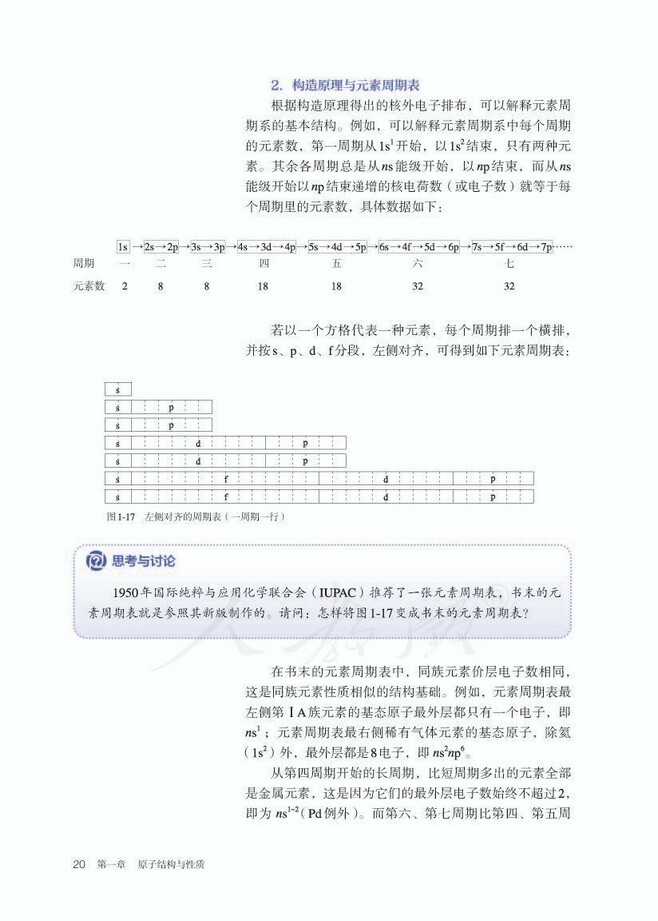 2. 构造原理与元素周期表
根据构造原理得出的核外电子排布，可以解释元素周
期系的基本结构。例如，可以解释元素周期系中每个周期
的元素数，第一周期从1s¹开始，以1s²结束，只有两种元
素。其余各周期总是从ns能级开始，以np结束，而从ns
能级开始以np结束递增的核电荷数（或电子数）就等于每
个周期里的元素数，具体数据如下：
1s→2s→2p→3s→3p→4s→3d→4p→5s→4d→5p→6s→4f→5d→6p→7s→5f→6d→7p……
周期 一 二 三 四 五 六 七
元素数 2 8 8 18 18 32 32
若以一个方格代表一种元素，每个周期排一个横排，
并按s、p、d、f分段，左侧对齐，可得到如下元素周期表：
s
s p
s p
s d p
s d p
s f d p
s f d p
图1-17 左侧对齐的周期表（一周期一行）
思考与讨论
1950年国际纯粹与应用化学联合会（IUPAC）推荐了一张元素周期表，书末的元
素周期表就是参照其新版制作的。请问：怎样将图1-17变成书末的元素周期表？
在书末的元素周期表中，同族元素价层电子数相同，
这是同族元素性质相似的结构基础。例如，元素周期表最
左侧第ⅠA族元素的基态原子最外层都只有一个电子，即
ns¹；元素周期表最右侧稀有气体元素的基态原子，除氦
（1s²）外，最外层都是8电子，即ns²np⁶。
从第四周期开始的长周期，比短周期多出的元素全部
是金属元素，这是因为它们的最外层电子数始终不超过2，
即为ns¹⁻²（Pd例外）。而第六、第七周期比第四、第五周
20 第一章 原子结构与性质